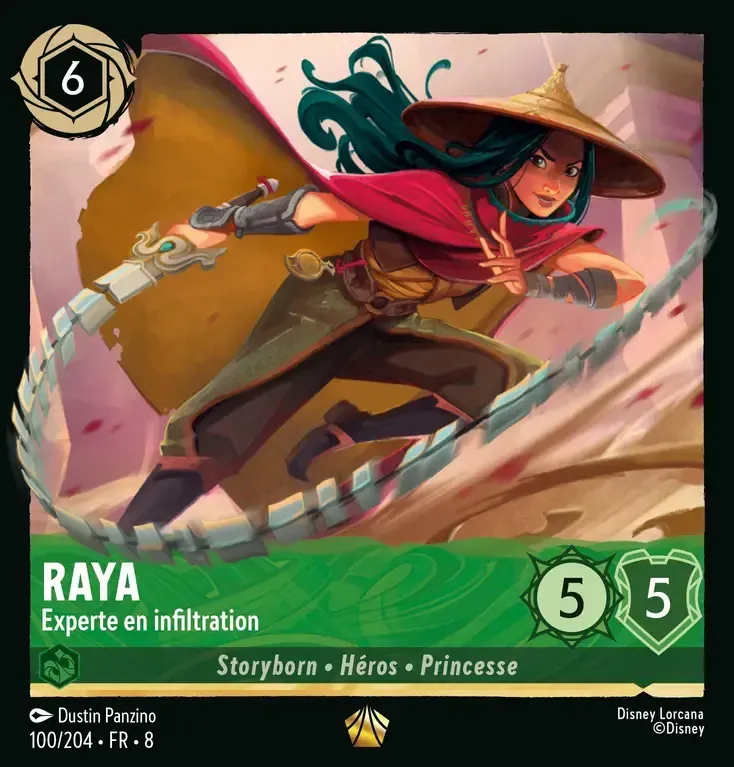 6
RAYA
Experte en infiltration
5
5
Storyborn • Héros • Princesse
Dustin Panzino
100/204 • FR • 8
Disney Lorcana
©Disney